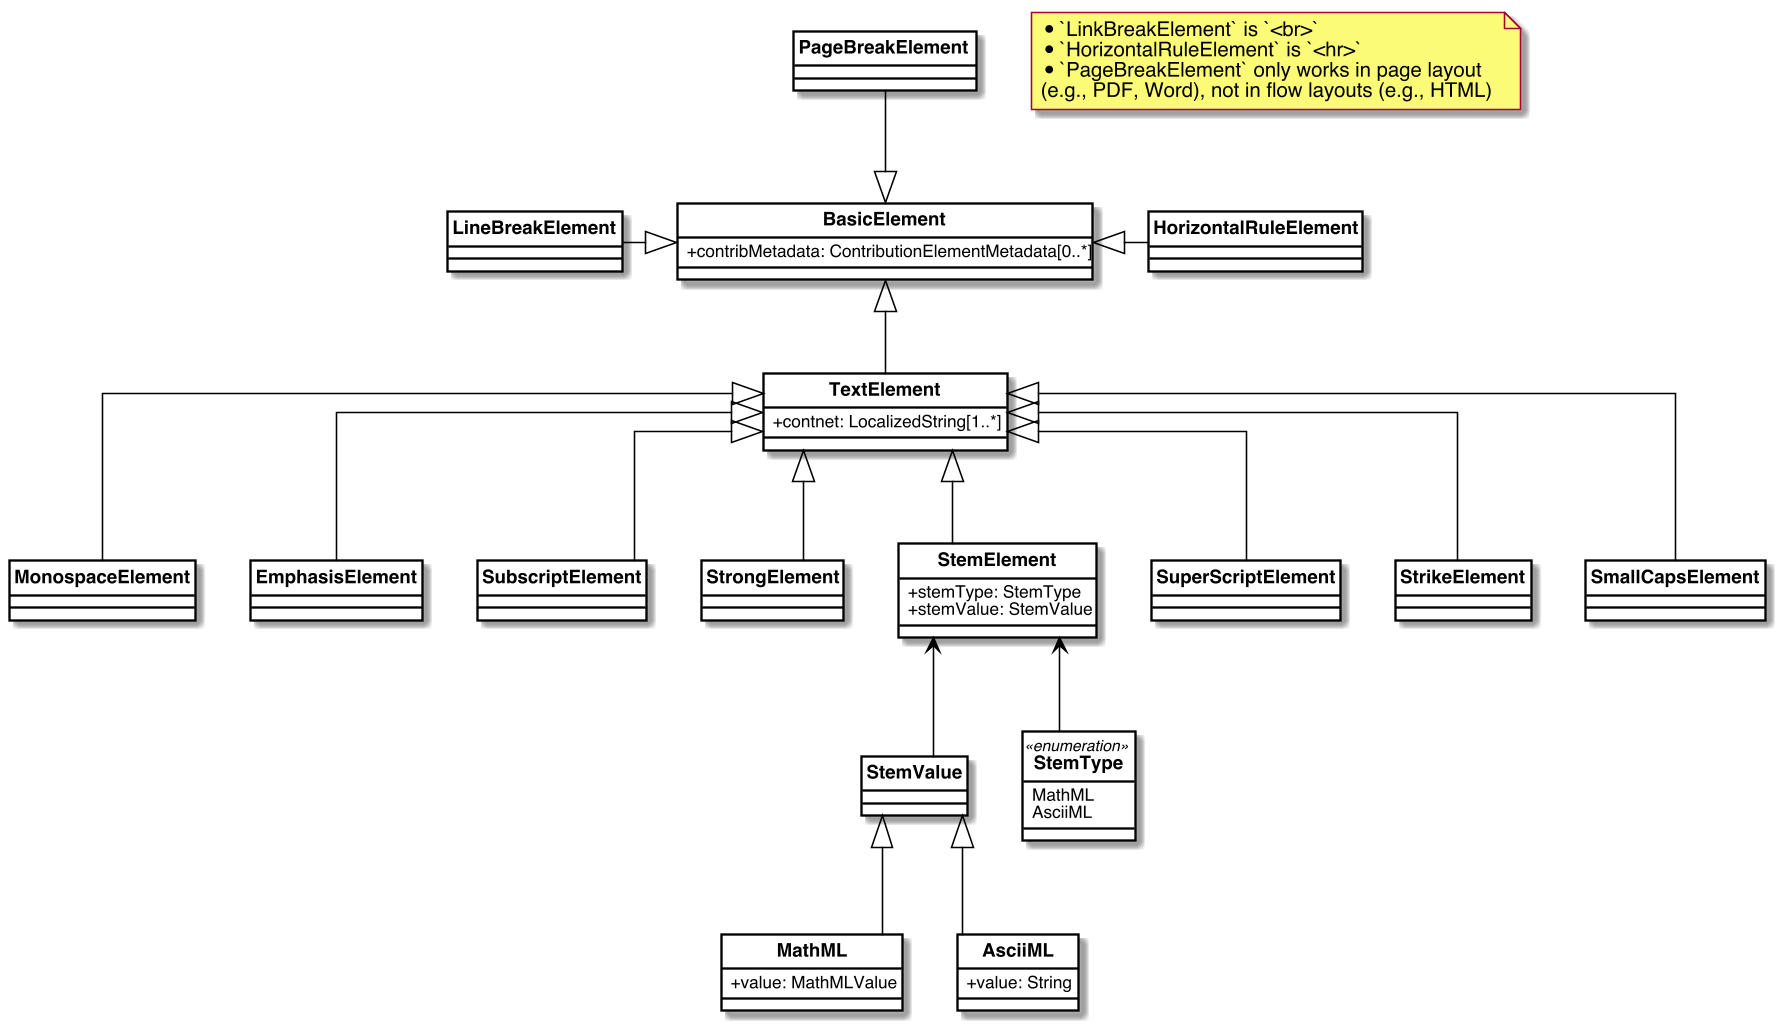 PageBreakElement
• `LinkBreakElement` is `<br>`
• `HorizontalRuleElement` is `<hr>`
• `PageBreakElement` only works in page layout
(e.g., PDF, Word), not in flow layouts (e.g., HTML)
LineBreakElement
BasicElement
+contribMetadata: ContributionElementMetadata[0..*]
HorizontalRuleElement
TextElement
+contnet: LocalizedString[1..*]
MonospaceElement
EmphasisElement
SubscriptElement
StrongElement
StemElement
+stemType: StemType
+stemValue: StemValue
SuperScriptElement
StrikeElement
SmallCapsElement
StemValue
«enumeration»
StemType
MathML
AsciiML
MathML
+value: MathMLValue
AsciiML
+value: String